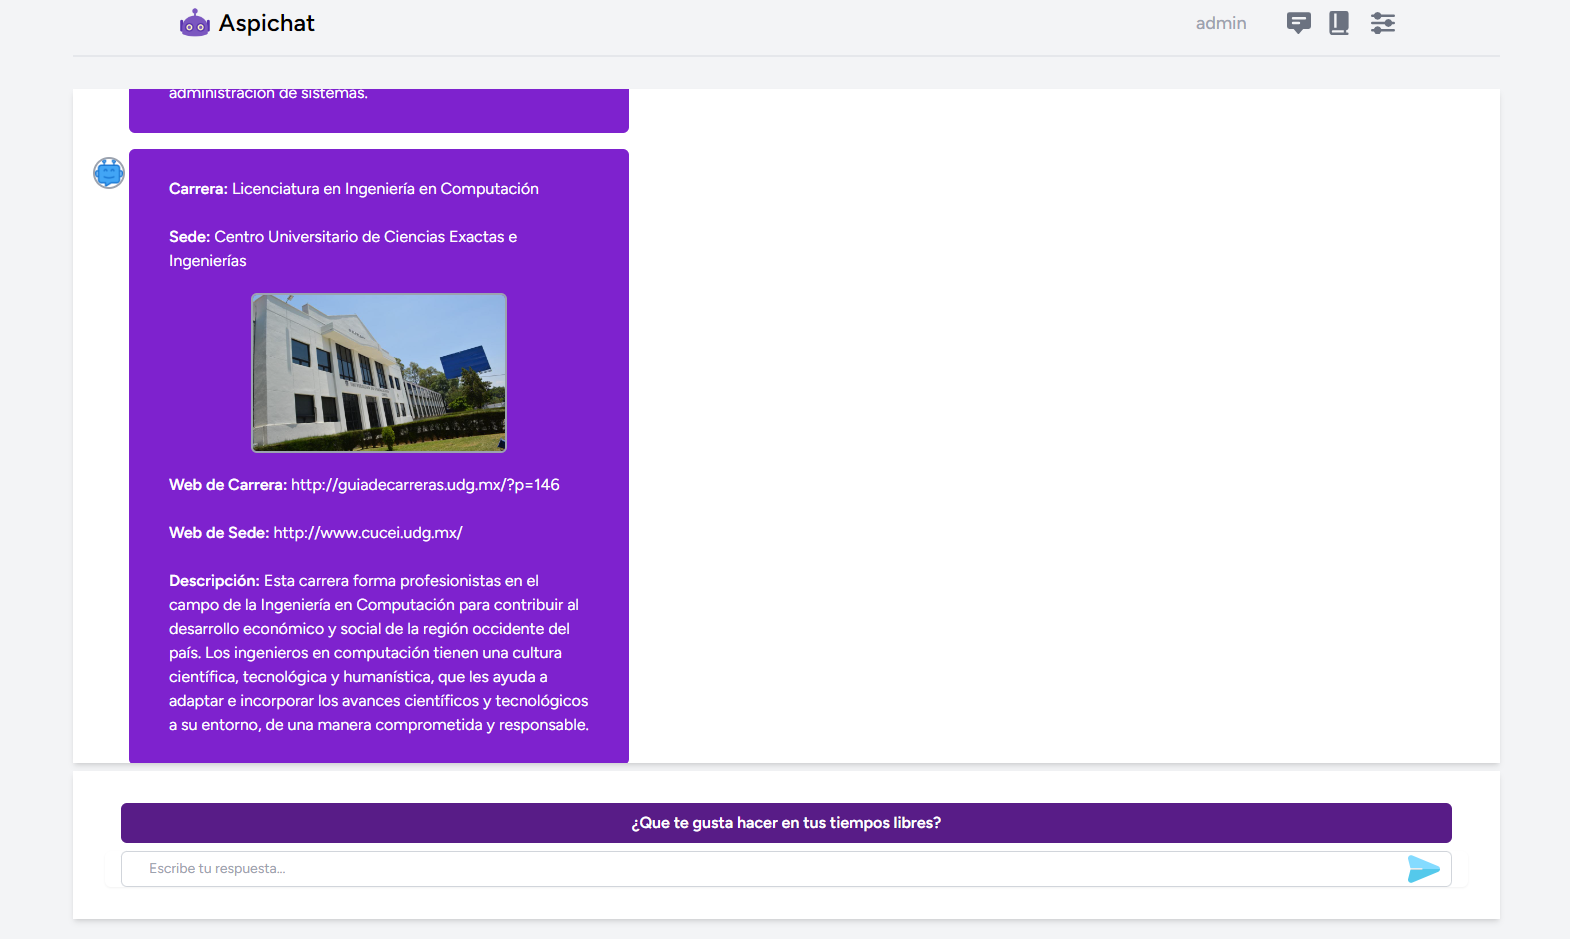 Aspichat
admin
administración de sistemas.
Carrera: Licenciatura en Ingeniería en Computación
Sede: Centro Universitario de Ciencias Exactas e
Ingenierías
Web de Carrera: http://guiadecarreras.udg.mx/?p=146
Web de Sede: http://www.cucei.udg.mx/
Descripción: Esta carrera forma profesionistas en el
campo de la Ingeniería en Computación para contribuir al
desarrollo económico y social de la región occidente del
país. Los ingenieros en computación tienen una cultura
científica, tecnológica y humanística, que les ayuda a
adaptar e incorporar los avances científicos y tecnológicos
a su entorno, de una manera comprometida y responsable.
¿Que te gusta hacer en tus tiempos libres?
Escribe tu respuesta...